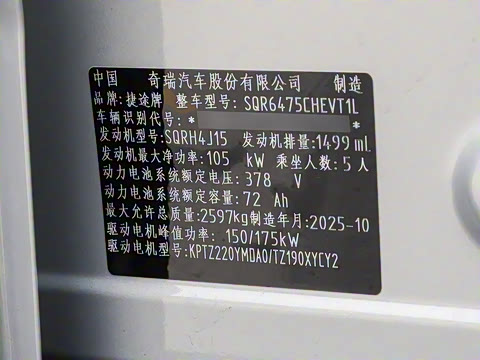 中国 奇瑞汽车股份有限公司 制造
品牌:捷途牌 整车型号:SQR6475CHEVT1L
车辆识别代号:* *
发动机型号:SQRH4J15 发动机排量:1499 ml
发动机最大净功率:105 kW 乘坐人数:5人
动力电池系统额定电压:378 V
动力电池系统额定容量:72 Ah
最大允许总质量:2597kg制造年月:2025-10
驱动电机峰值功率: 150/175kW
驱动电机型号:KPTZ220YMDA0/TZ190XYCY2